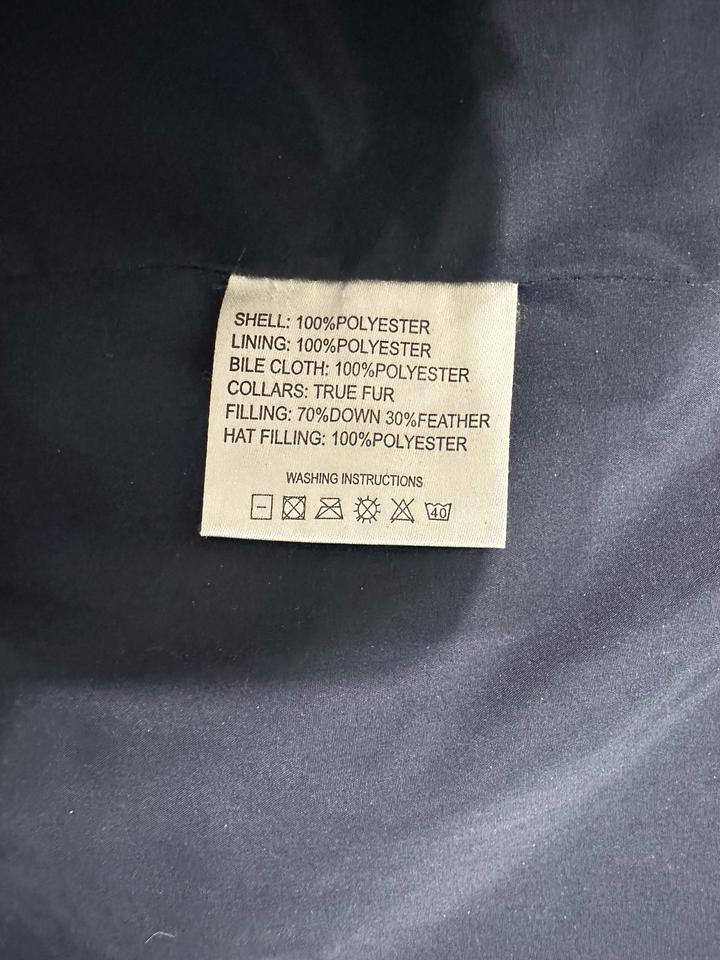 SHELL: 100%POLYESTER
LINING: 100%POLYESTER
BILE CLOTH: 100%POLYESTER
COLLARS: TRUE FUR
FILLING: 70%DOWN 30%FEATHER
HAT FILLING: 100%POLYESTER
WASHING INSTRUCTIONS
40